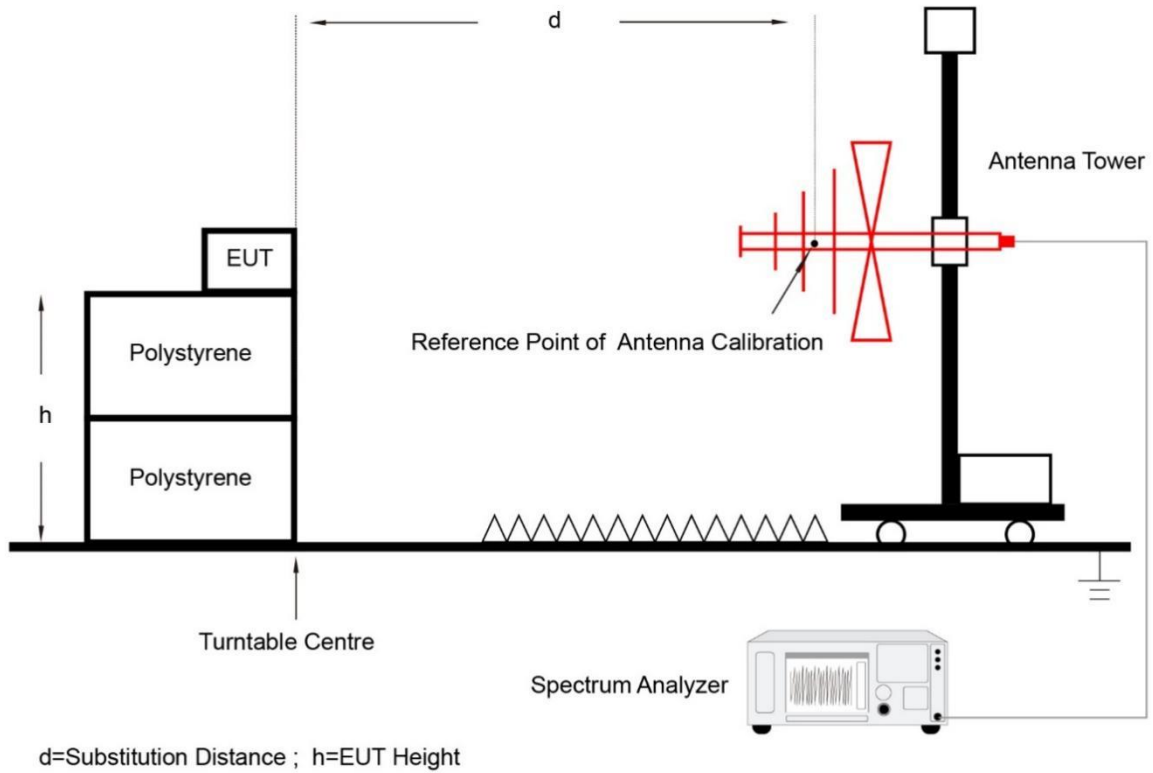 d
Antenna Tower
EUT
Reference Point of  Antenna Calibration
Polystyrene
h
Polystyrene
Turntable Centre
Spectrum Analyzer
d=Substitution Distance ;  h=EUT Height